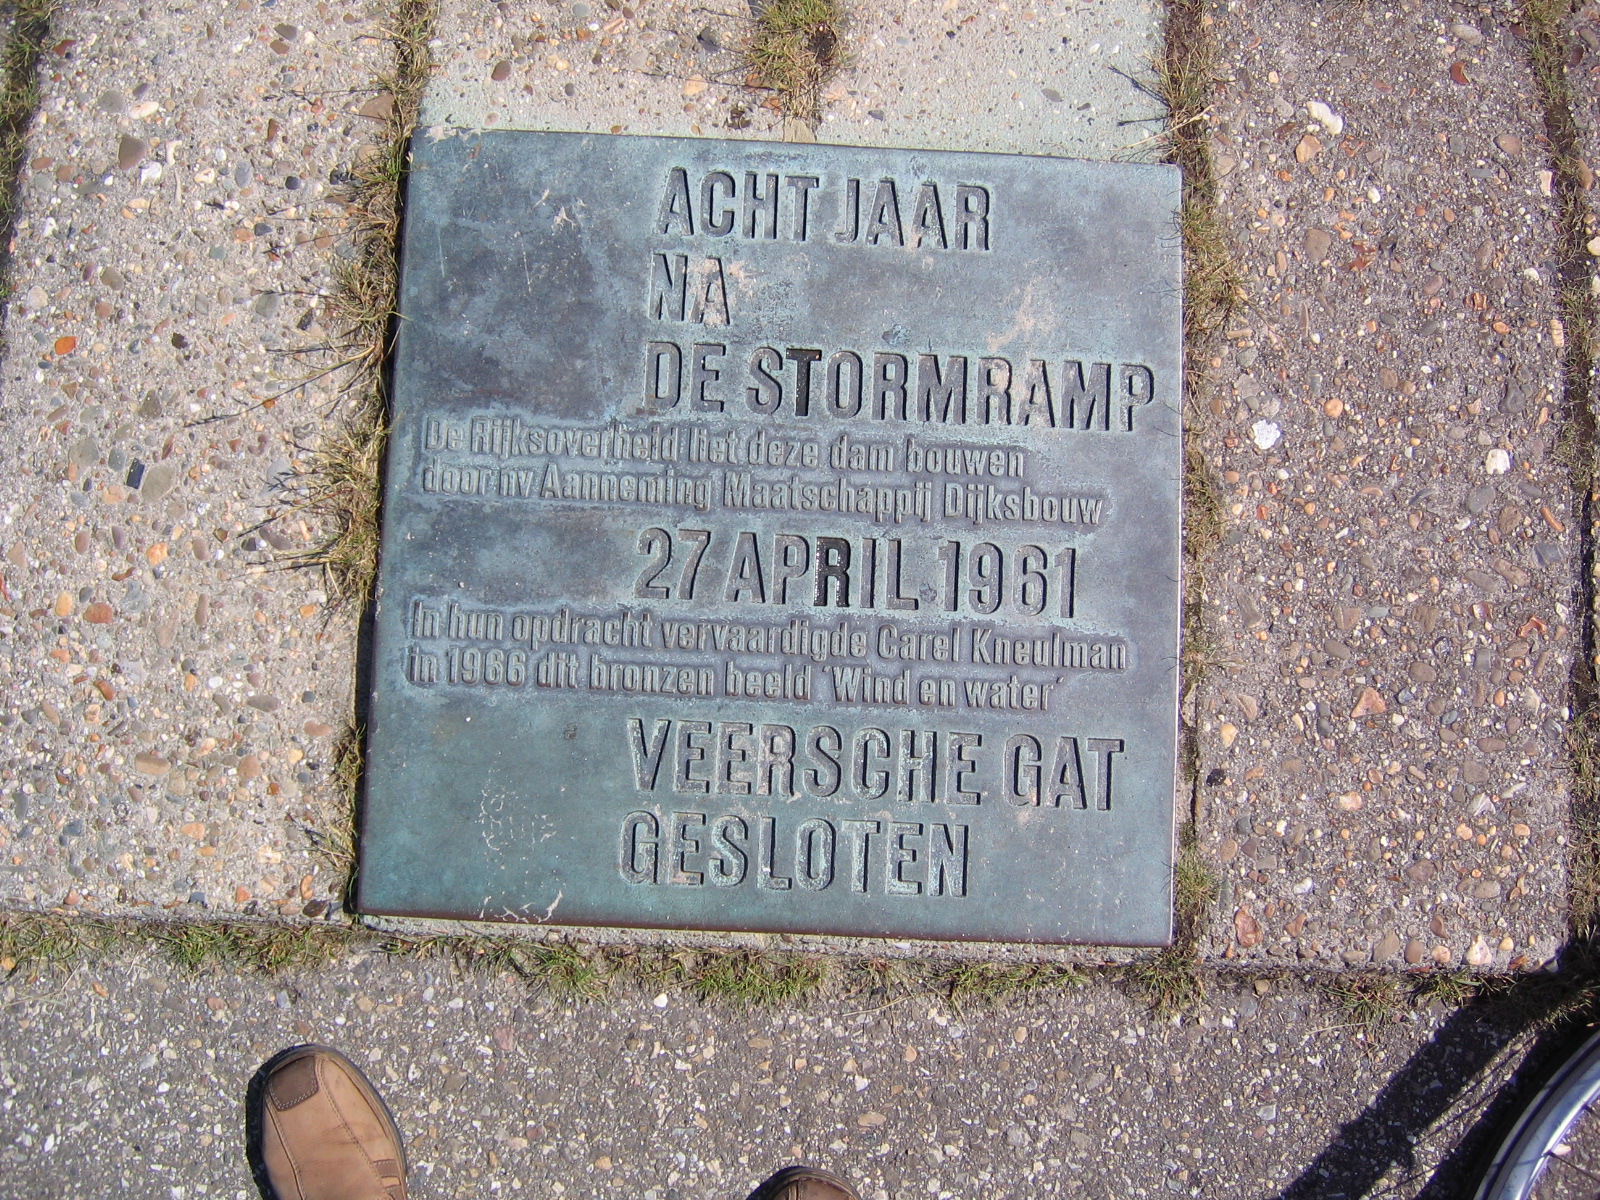 ACHT JAAR
NA
DE STORMRAMP
De Rijksoverheid liet deze dam bouwen
door nv Aanneming Maatschappij Dijksbouw
27 APRIL 1961
In hun opdracht vervaardigde Carel Kneulman
in 1966 dit bronzen beeld 'Wind en water'
VEERSCHE GAT
GESLOTEN